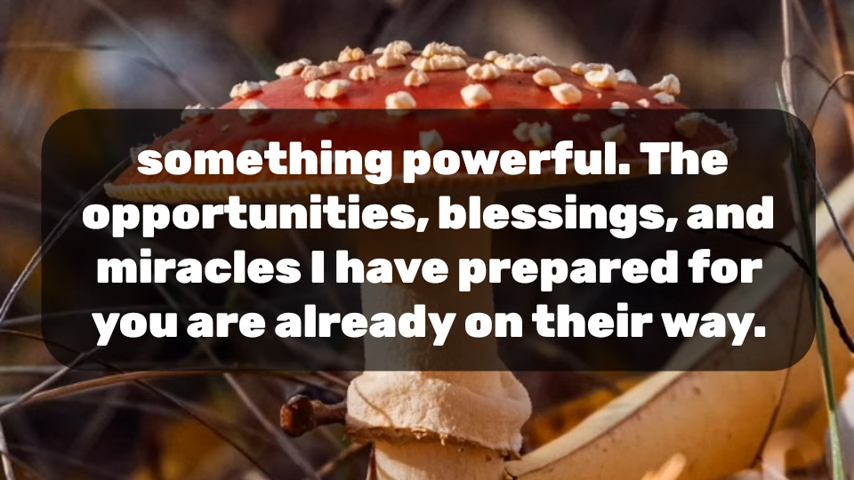 something powerful. The
opportunities, blessings, and
miracles I have prepared for
you are already on their way.